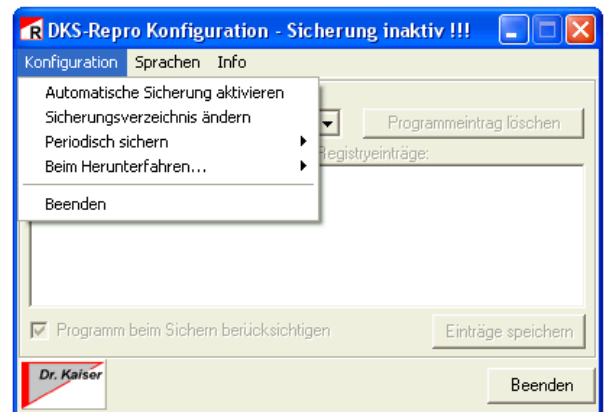 DKS-Repro Konfiguration - Sicherung inaktiv !!!
Konfiguration Sprachen Info
Automatische Sicherung aktivieren
Sicherungsverzeichnis ändern
Programmeintrag löschen
Periodisch sichern
Registryeinträge:
Beim Herunterfahren...
Beenden
Programm beim Sichern berücksichtigen
Einträge speichern
Dr. Kaiser
Beenden